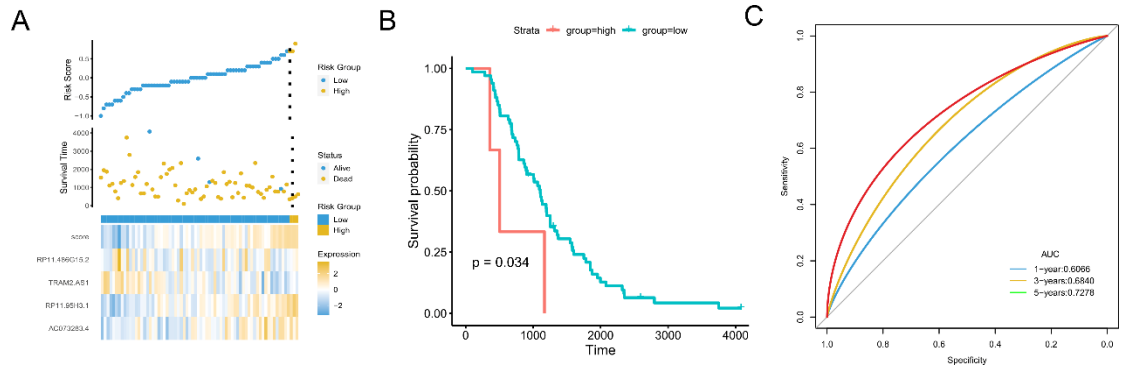 A
Risk Score
0.5
0.0
−0.5
−1.0
Risk Group
Low
High
Survival Time
4000
3000
2000
1000
0
Status
Alive
Dead
Risk Group
Low
High
score
RP11.486G15.2
TRAM2.AS1
RP11.95H3.1
AC073283.4
Expression
2
0
−2
B
Strata group=high group=low
Survival probability
1.00
0.75
0.50
0.25
0.00
p = 0.034
0 1000 2000 3000 4000
Time
C
Sensitivity
1.0
0.8
0.6
0.4
0.2
0.0
AUC
1-year:0.6066
3-years:0.6840
5-years:0.7278
1.0 0.8 0.6 0.4 0.2 0.0
Specificity